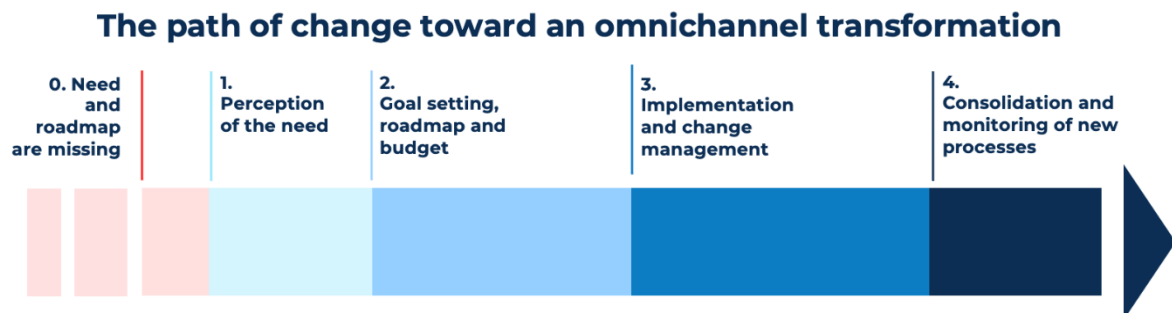 The path of change toward an omnichannel transformation
0. Need
and
roadmap
are missing
1.
Perception
of the need
2.
Goal setting,
roadmap and
budget
3.
Implementation
and change
management
4.
Consolidation and
monitoring of new
processes